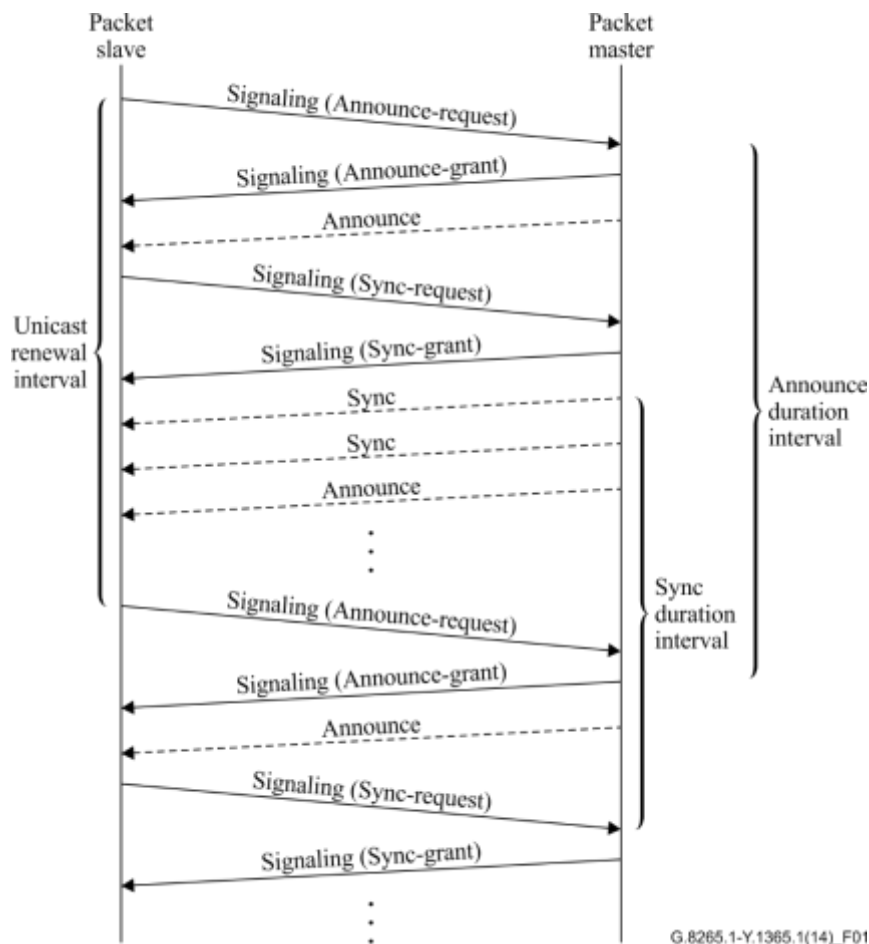 Packet
slave
Packet
master
Signaling (Announce-request)
Signaling (Announce-grant)
Announce
Signaling (Sync-request)
Unicast
renewal
interval
Signaling (Sync-grant)
Sync
Announce
duration
interval
Sync
Announce
Signaling (Announce-request)
Sync
duration
interval
Signaling (Announce-grant)
Announce
Signaling (Sync-request)
Signaling (Sync-grant)
G.8265.1-Y.1365.1(14)_F01